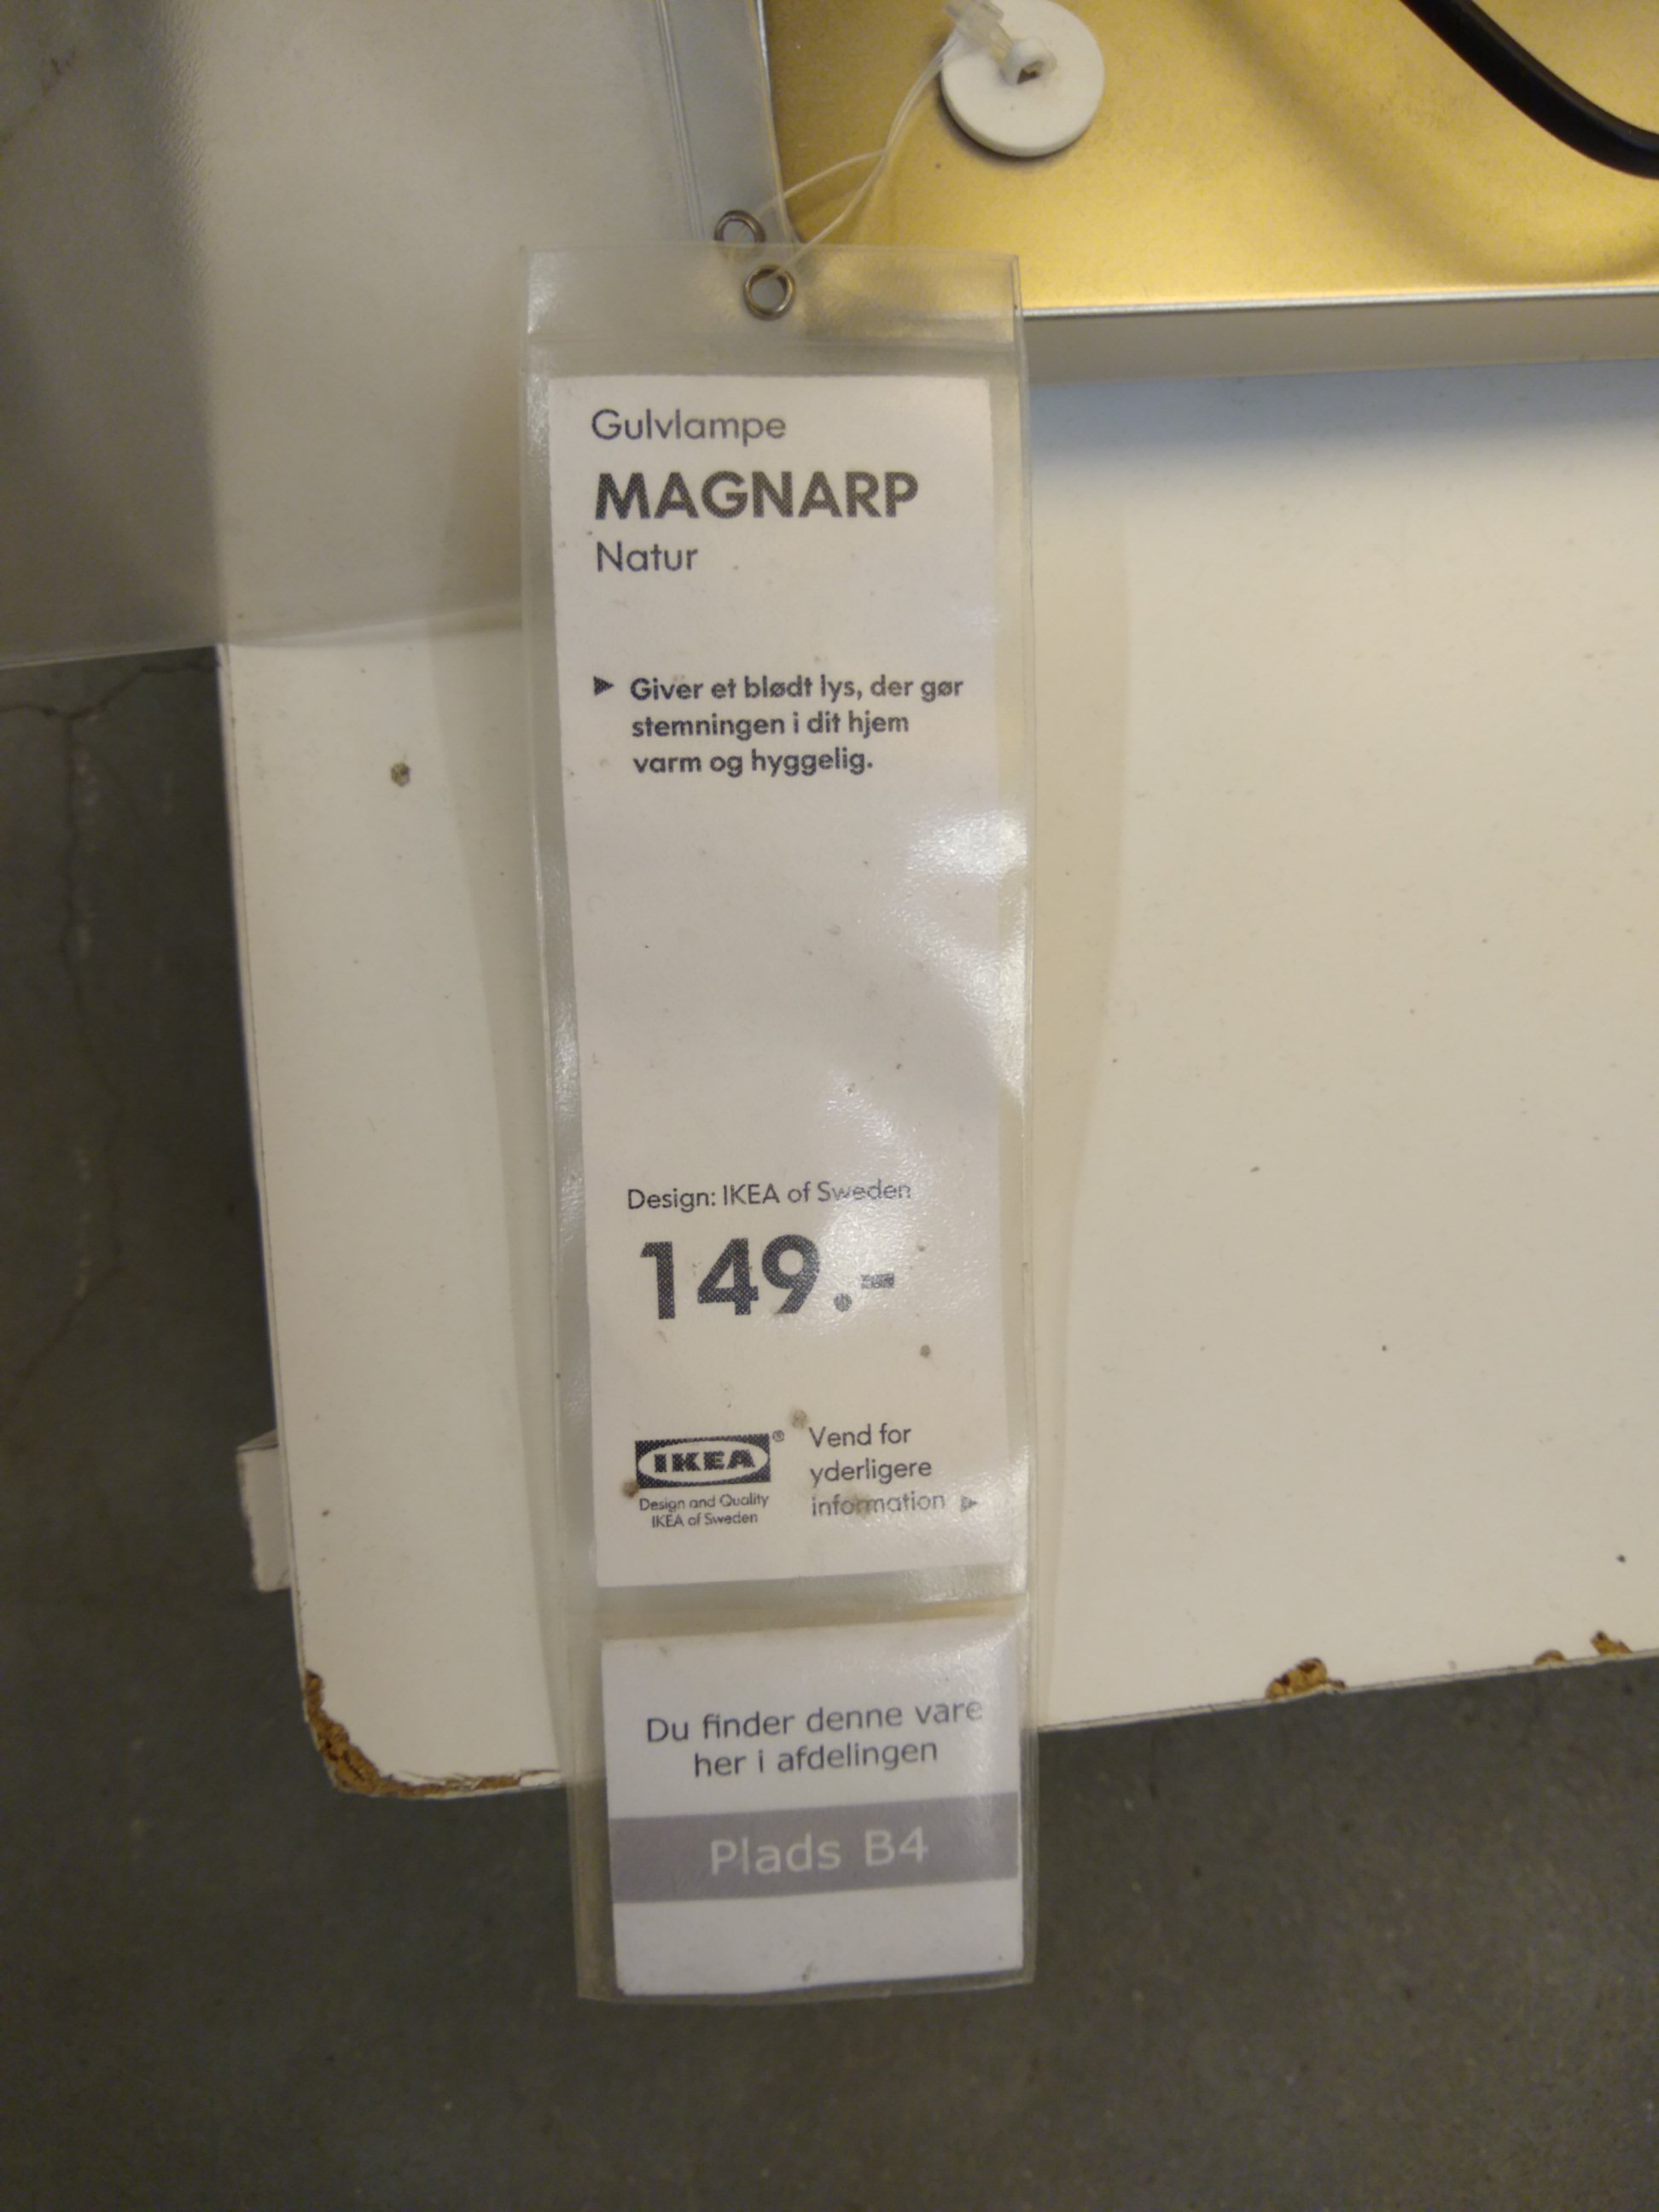 Gulvlampe
MAGNARP
Natur
▶ Giver et blødt lys, der gør
stemningen i dit hjem
varm og hyggelig.
Design: IKEA of Sweden
149.-
IKEA®
Design and Quality
IKEA of Sweden
Vend for
yderligere
information ▶
Du finder denne vare
her i afdelingen
Plads B4